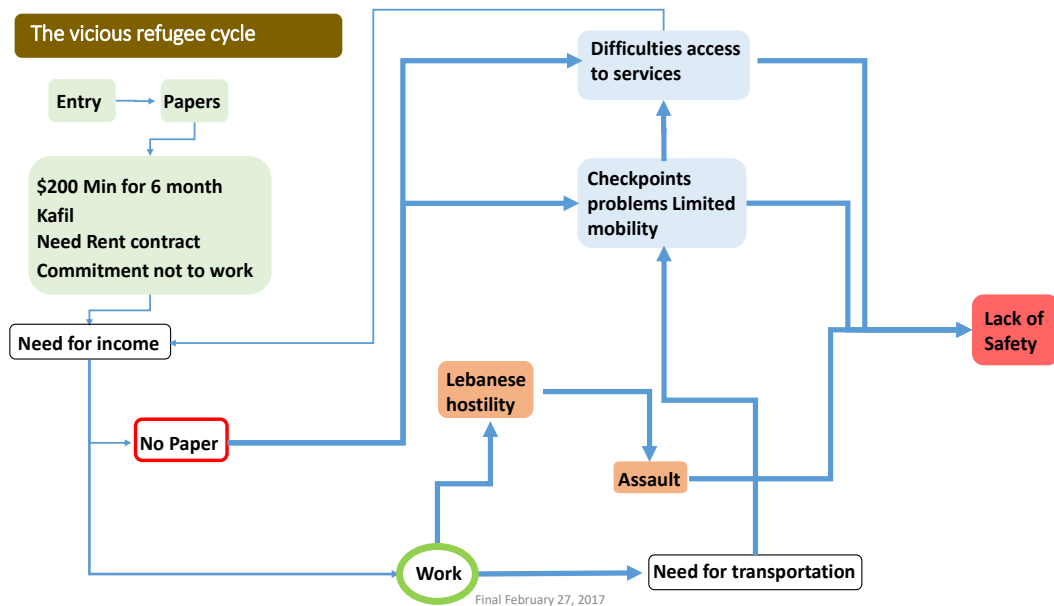 The vicious refugee cycle
Difficulties access
to services
Entry
Papers
$200 Min for 6 month
Kafil
Need Rent contract
Commitment not to work
Checkpoints
problems Limited
mobility
Need for income
Lack of
Safety
Lebanese
hostility
No Paper
Assault
Work
Need for transportation
Final February 27, 2017